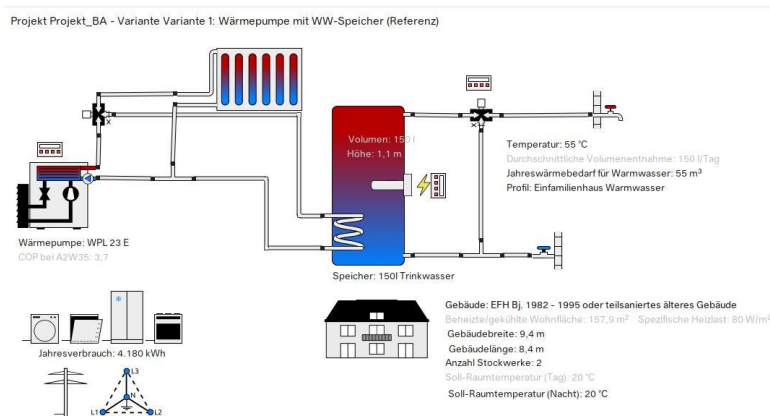 Projekt Projekt_BA - Variante Variante 1: Wärmepumpe mit WW-Speicher (Referenz)
Volumen: 150 l
Höhe: 1,1 m
Temperatur: 55 °C
Durchschnittliche Volumenentnahme: 150 l/Tag
Jahreswärmebedarf für Warmwasser: 55 m³
Profil: Einfamilienhaus Warmwasser
X
X
Wärmepumpe: WPL 23 E
COP bei A2W35: 3,7
Speicher: 150l Trinkwasser
Jahresverbrauch: 4.180 kWh
Gebäude: EFH Bj. 1982 - 1995 oder teilsaniertes älteres Gebäude
Beheizte/gekühlte Wohnfläche: 157,9 m² Spezifische Heizlast: 80 W/m²
Gebäudebreite: 9,4 m
Gebäudelänge: 8,4 m
Anzahl Stockwerke: 2
Soll-Raumtemperatur (Tag): 20 °C
Soll-Raumtemperatur (Nacht): 20 °C
L3
N
L1 L2